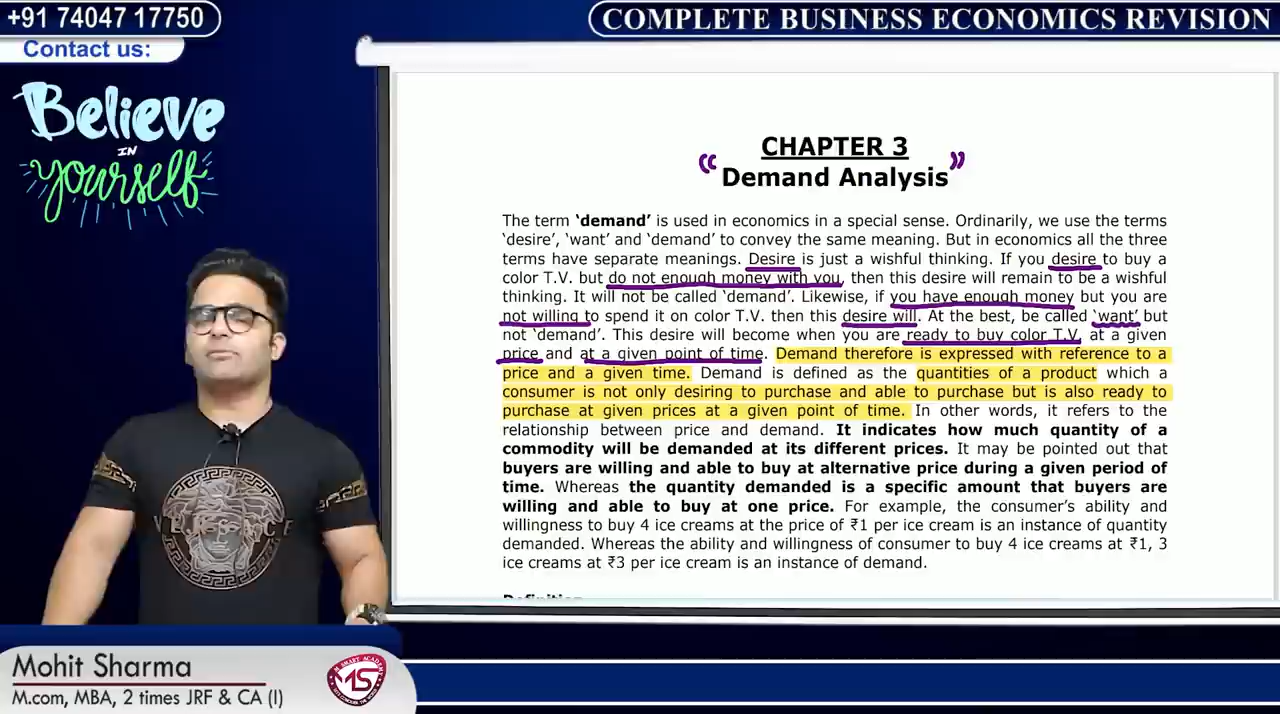 +91 74047 17750
COMPLETE BUSINESS ECONOMICS REVISION
Contact us:
Believe
IN
yourself
CHAPTER 3
“ Demand Analysis ”
The term ‘demand’ is used in economics in a special sense. Ordinarily, we use the terms
‘desire’, ‘want’ and ‘demand’ to convey the same meaning. But in economics all the three
terms have separate meanings. Desire is just a wishful thinking. If you desire to buy a
color T.V. but do not enough money with you, then this desire will remain to be a wishful
thinking. It will not be called ‘demand’. Likewise, if you have enough money but you are
not willing to spend it on color T.V. then this desire will. At the best, be called ‘want’ but
not ‘demand’. This desire will become when you are ready to buy color T.V. at a given
price and at a given point of time. Demand therefore is expressed with reference to a
price and a given time. Demand is defined as the quantities of a product which a
consumer is not only desiring to purchase and able to purchase but is also ready to
purchase at given prices at a given point of time. In other words, it refers to the
relationship between price and demand. It indicates how much quantity of a
commodity will be demanded at its different prices. It may be pointed out that
buyers are willing and able to buy at alternative price during a given period of
time. Whereas the quantity demanded is a specific amount that buyers are
willing and able to buy at one price. For example, the consumer’s ability and
willingness to buy 4 ice creams at the price of ₹1 per ice cream is an instance of quantity
demanded. Whereas the ability and willingness of consumer to buy 4 ice creams at ₹1, 3
ice creams at ₹3 per ice cream is an instance of demand.
Definition
Mohit Sharma
M.com, MBA, 2 times JRF & CA (I)
MS